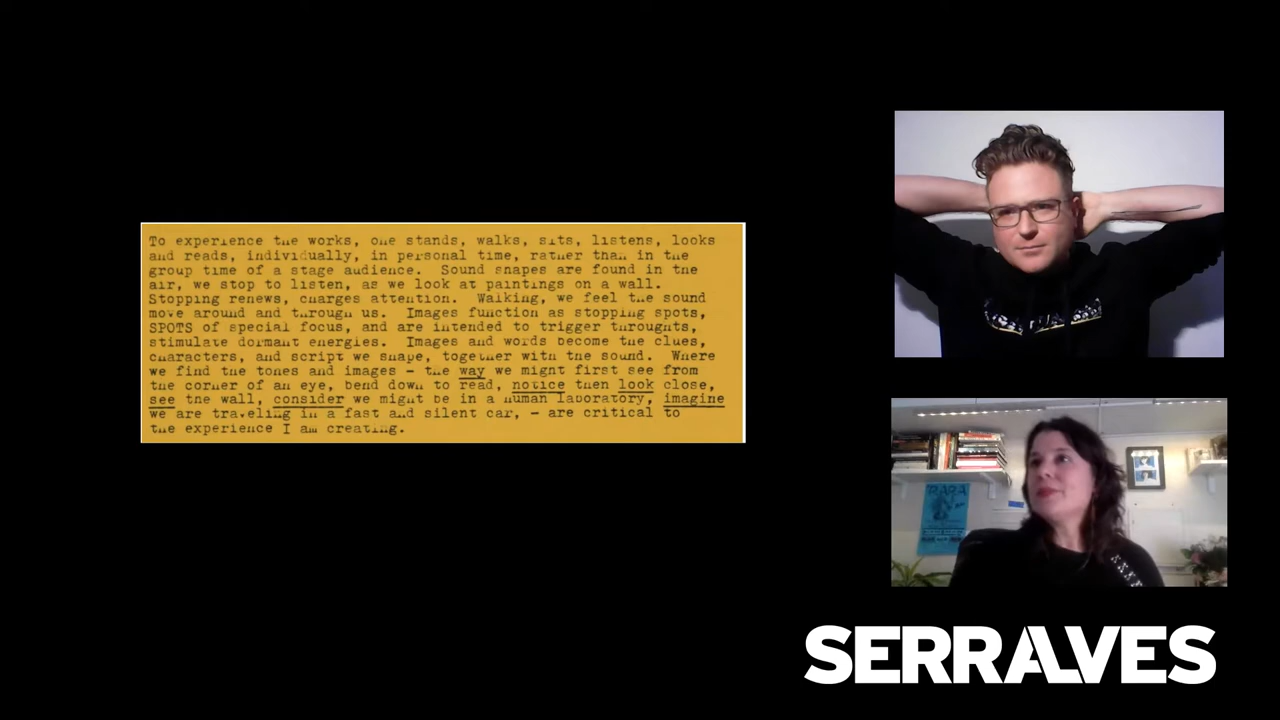 To experience the works, one stands, walks, sits, listens, looks
and reads, individually, in personal time, rather than in the
group time of a stage audience. Sound shapes are found in the
air, we stop to listen, as we look at paintings on a wall.
Stopping renews, charges attention. Walking, we feel the sound
move around and through us. Images function as stopping spots,
SPOTS of special focus, and are intended to trigger throughts,
stimulate dormant energies. Images and words become the clues,
characters, and script we shape, together with the sound. Where
we find the tones and images - the way we might first see from
the corner of an eye, bend down to read, notice then look close,
see the wall, consider we might be in a human laboratory, imagine
we are traveling in a fast and silent car, - are critical to
the experience I am creating.
RARA
SERRALVES